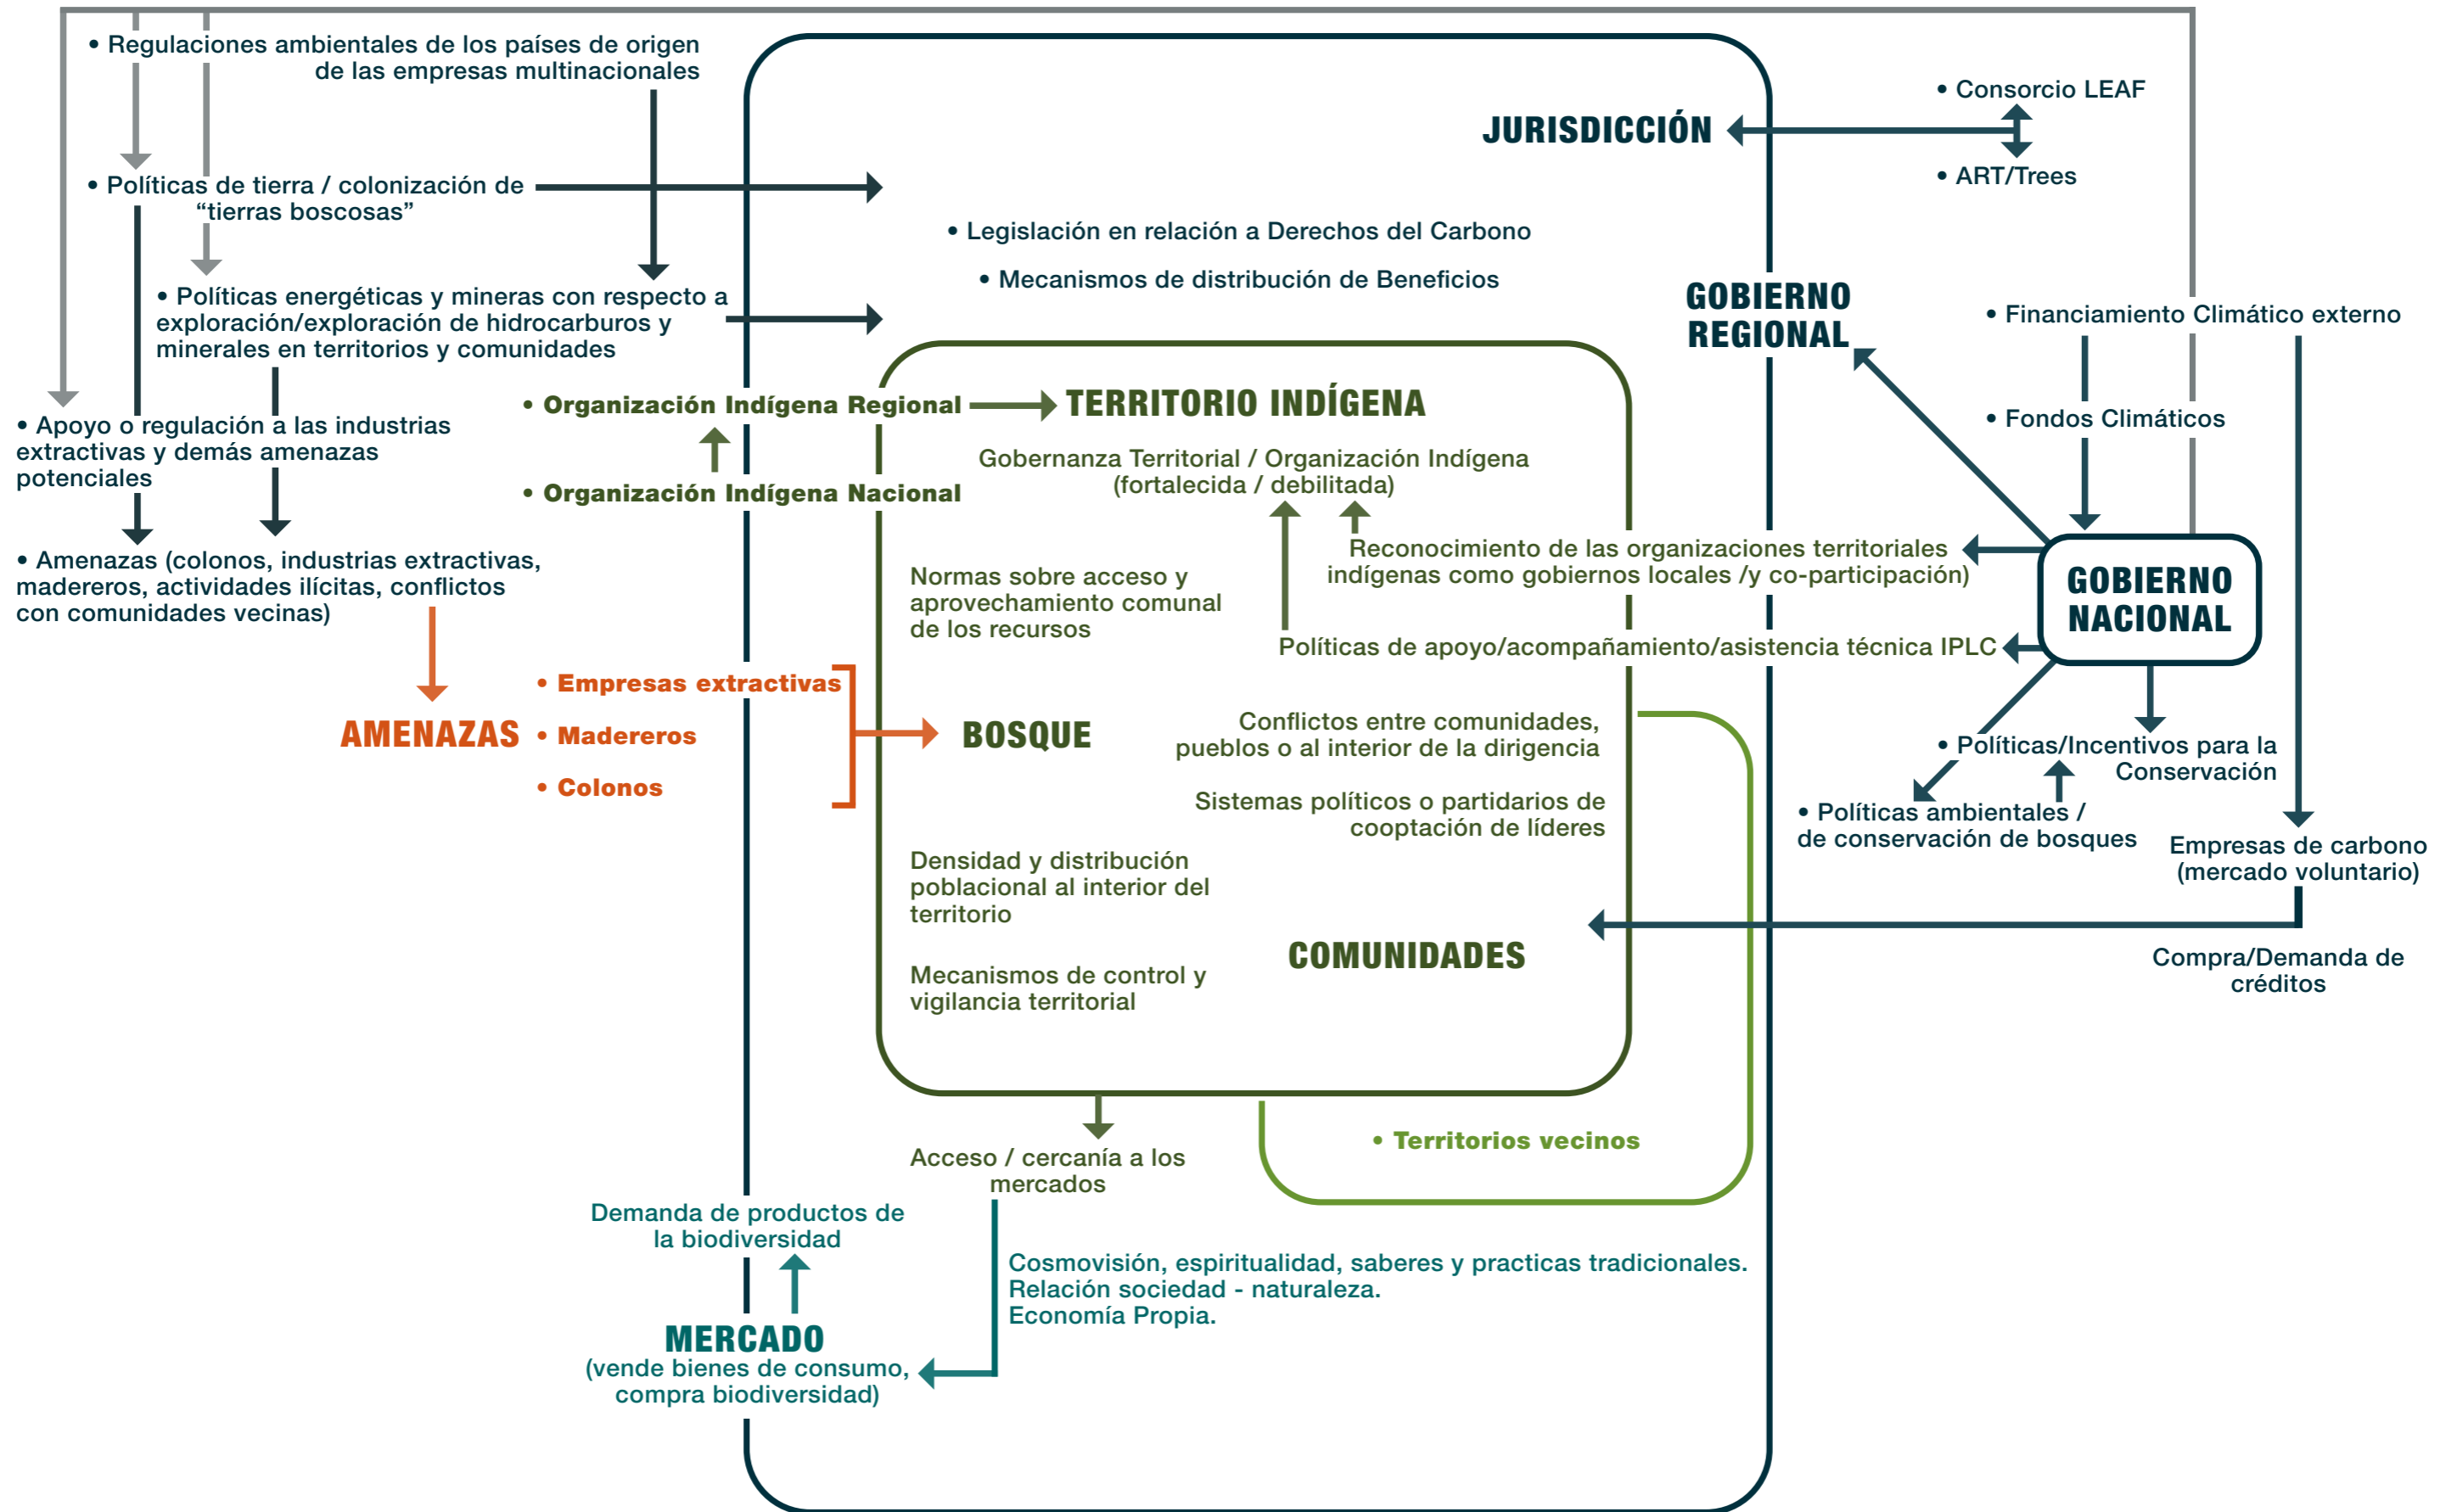 • Regulaciones ambientales de los países de origen
de las empresas multinacionales
• Políticas de tierra / colonización de
“tierras boscosas”
• Políticas energéticas y mineras con respecto a
exploración/exploración de hidrocarburos y
minerales en territorios y comunidades
• Apoyo o regulación a las industrias
extractivas y demás amenazas
potenciales
• Amenazas (colonos, industrias extractivas,
madereros, actividades ilícitas, conflictos
con comunidades vecinas)
AMENAZAS
• Empresas extractivas
• Madereros
• Colonos
JURISDICCIÓN
• Consorcio LEAF
• ART/Trees
• Legislación en relación a Derechos del Carbono
• Mecanismos de distribución de Beneficios
GOBIERNO
REGIONAL
• Organización Indígena Regional
• Organización Indígena Nacional
TERRITORIO INDÍGENA
Gobernanza Territorial / Organización Indígena
(fortalecida / debilitada)
Reconocimiento de las organizaciones territoriales
indígenas como gobiernos locales /y co-participación)
Políticas de apoyo/acompañamiento/asistencia técnica IPLC
Normas sobre acceso y
aprovechamiento comunal
de los recursos
BOSQUE
Conflictos entre comunidades,
pueblos o al interior de la dirigencia
Sistemas políticos o partidarios de
cooptación de líderes
Densidad y distribución
poblacional al interior del
territorio
COMUNIDADES
Mecanismos de control y
vigilancia territorial
• Financiamiento Climático externo
• Fondos Climáticos
GOBIERNO
NACIONAL
• Políticas/Incentivos para la
Conservación
• Políticas ambientales /
de conservación de bosques
Empresas de carbono
(mercado voluntario)
Compra/Demanda de
créditos
• Territorios vecinos
Acceso / cercanía a los
mercados
Demanda de productos de
la biodiversidad
Cosmovisión, espiritualidad, saberes y practicas tradicionales.
Relación sociedad - naturaleza.
Economía Propia.
MERCADO
(vende bienes de consumo,
compra biodiversidad)